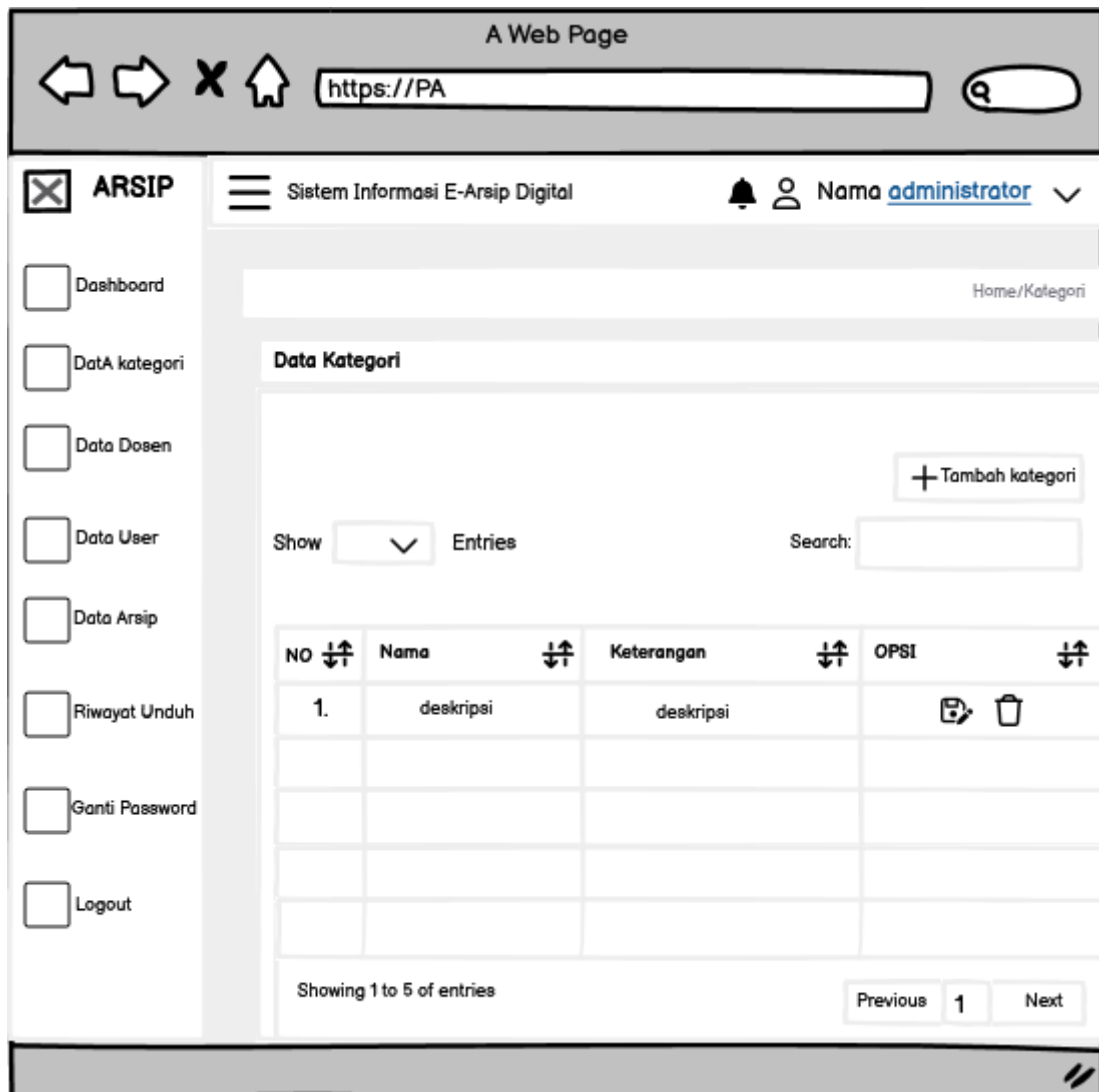 A Web Page
https://PA
ARSIP
Sistem Informasi E-Arsip Digital
Nama administrator
Dashboard
DatA kategori
Data Dosen
Data User
Data Arsip
Riwayat Unduh
Ganti Password
Logout
Home/Kategori
Data Kategori
Tambah kategori
Show Entries Search:
NO Nama Keterangan OPSI
1. deskripsi deskripsi
Showing 1 to 5 of entries
Previous 1 Next